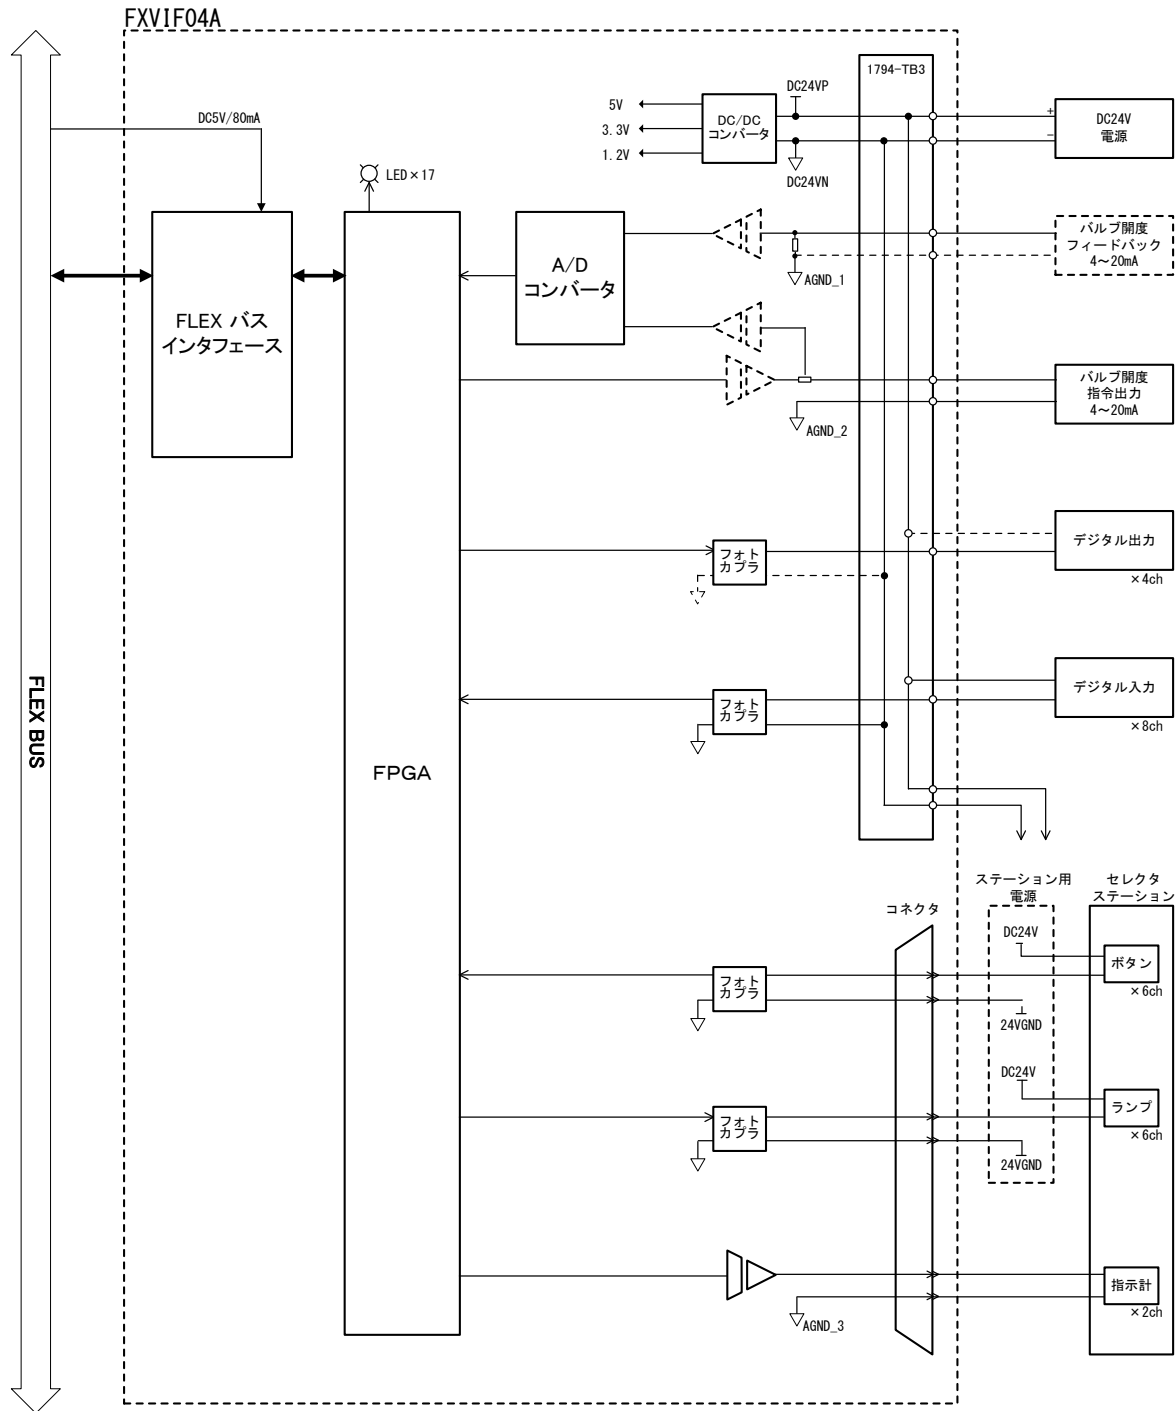 FXVIF04A
1794-TB3
DC24VP
5V
3.3V
1.2V
DC/DC
コンバータ
DC24VN
DC24V
電源
+
−
DC5V/80mA
LED×17
FLEX バス
インタフェース
FPGA
A/D
コンバータ
AGND_1
バルブ開度
フィードバック
4～20mA
AGND_2
バルブ開度
指令出力
4～20mA
フォト
カプラ
デジタル出力
×4ch
フォト
カプラ
デジタル入力
×8ch
FLEX BUS
コネクタ
ステーション用
電源
セレクタ
ステーション
フォト
カプラ
DC24V
24VGND
ボタン
×6ch
フォト
カプラ
DC24V
24VGND
ランプ
×6ch
AGND_3
指示計
×2ch